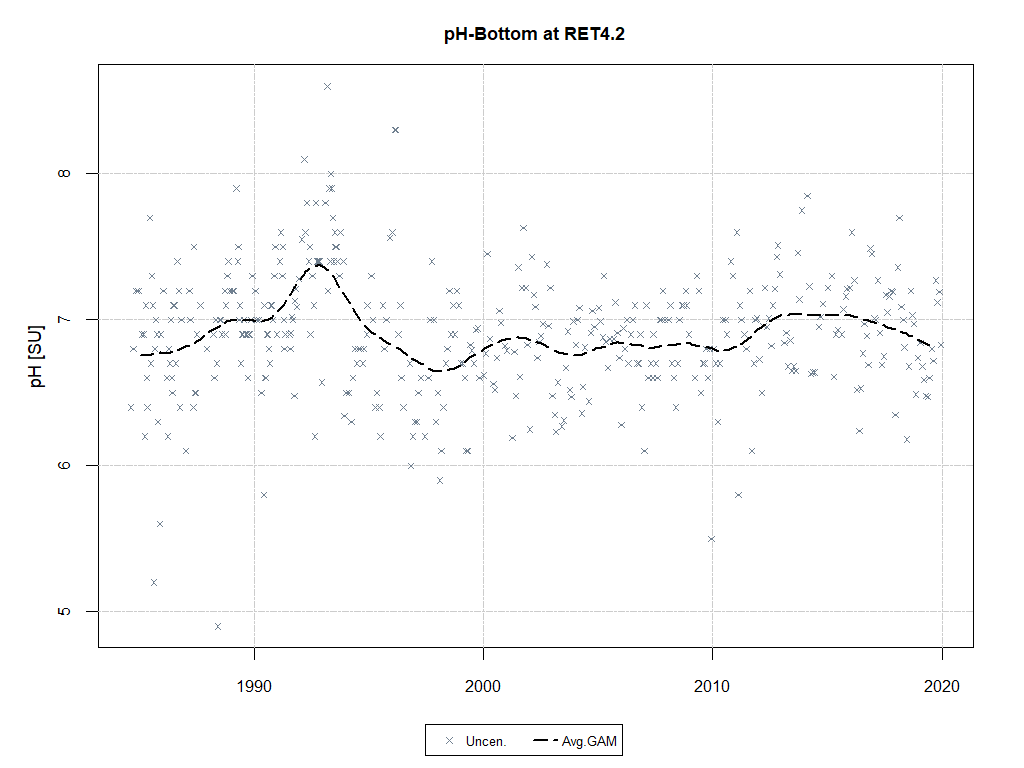 pH-Bottom at RET4.2
pH [SU]
8
7
6
5
1990 2000 2010 2020
Uncen. Avg.GAM